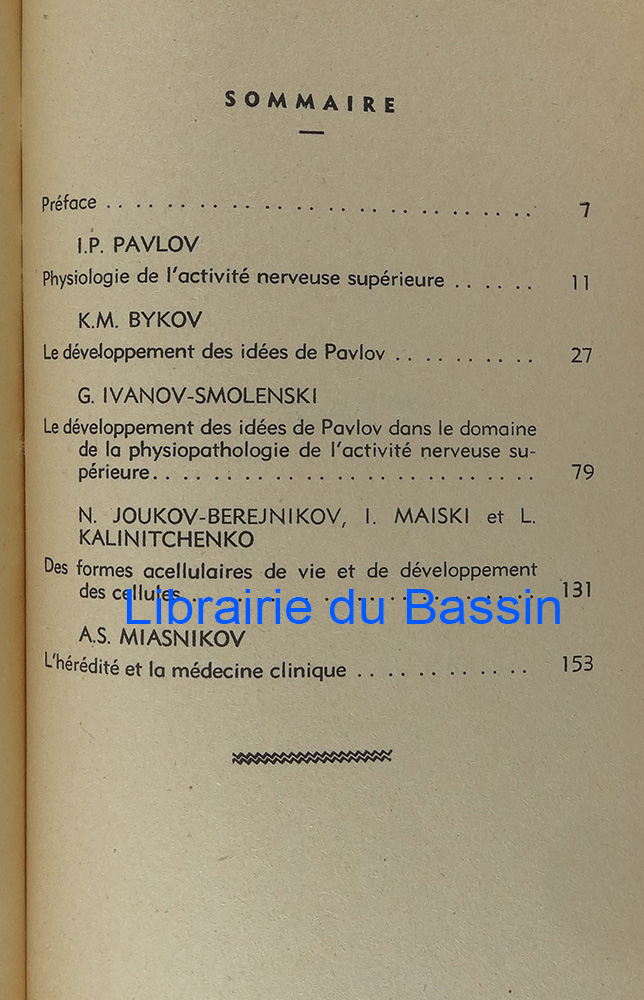 SOMMAIRE
Préface . . . . . . . . . . . . . . . . . . . . . . . . . . . 7
I.P. PAVLOV
Physiologie de l'activité nerveuse supérieure . . . . . . 11
K.M. BYKOV
Le développement des idées de Pavlov . . . . . . . . . . 27
G. IVANOV-SMOLENSKI
Le développement des idées de Pavlov dans le domaine
de la physiopathologie de l'activité nerveuse su-
périeure. . . . . . . . . . . . . . . . . . . . . . . . . . 79
N. JOUKOV-BEREJNIKOV, I. MAISKI et L.
KALINITCHENKO
Des formes acellulaires de vie et de développement
des cellules . . . . . . . . . . . . . . . . . . . . . . . 131
Librairie du Bassin
A.S. MIASNIKOV
L'hérédité et la médecine clinique . . . . . . . . . . . . 153